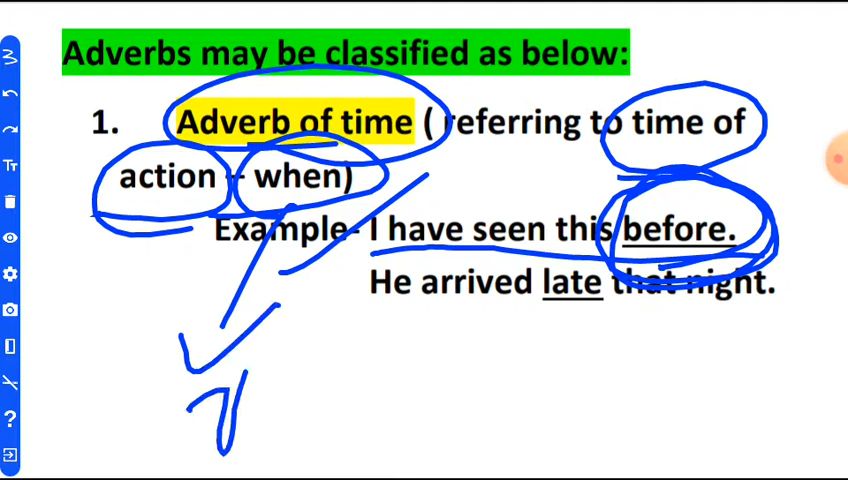 Adverbs may be classified as below:
1. Adverb of time ( referring to time of
action – when)
Example- I have seen this before.
He arrived late that night.